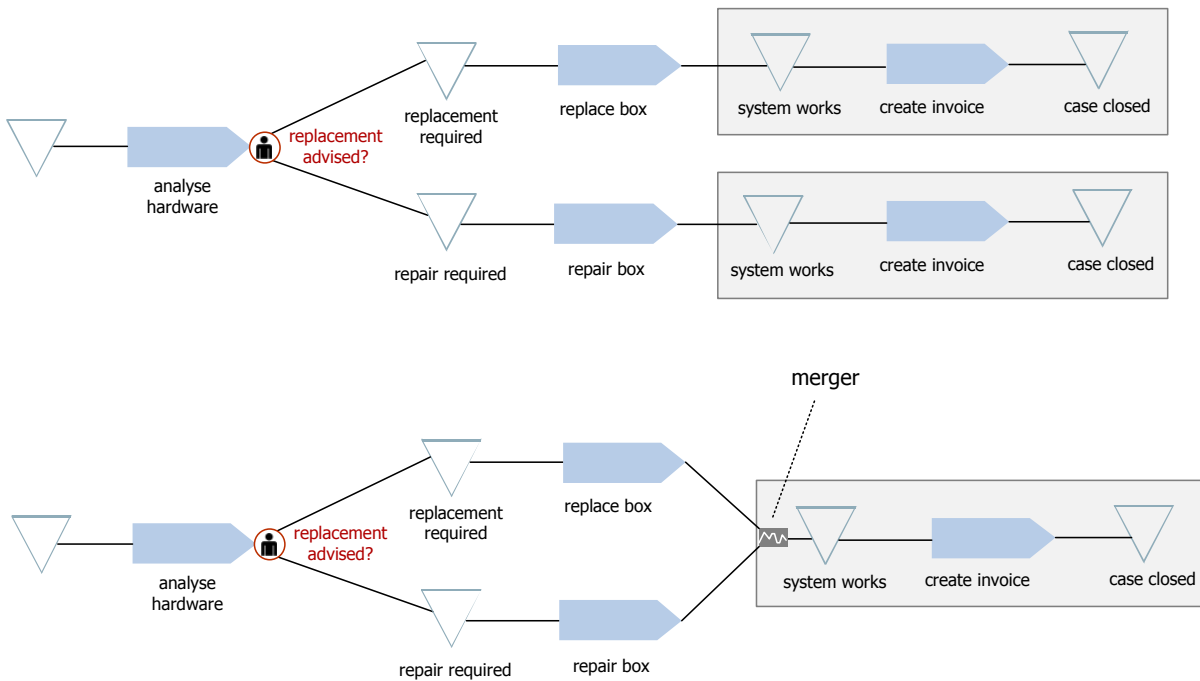 replacement
required
replace box
system works
create invoice
case closed
replacement
advised?
analyse
hardware
repair required
repair box
system works
create invoice
case closed
merger
replacement
required
replace box
replacement
advised?
analyse
hardware
system works
create invoice
case closed
repair required
repair box